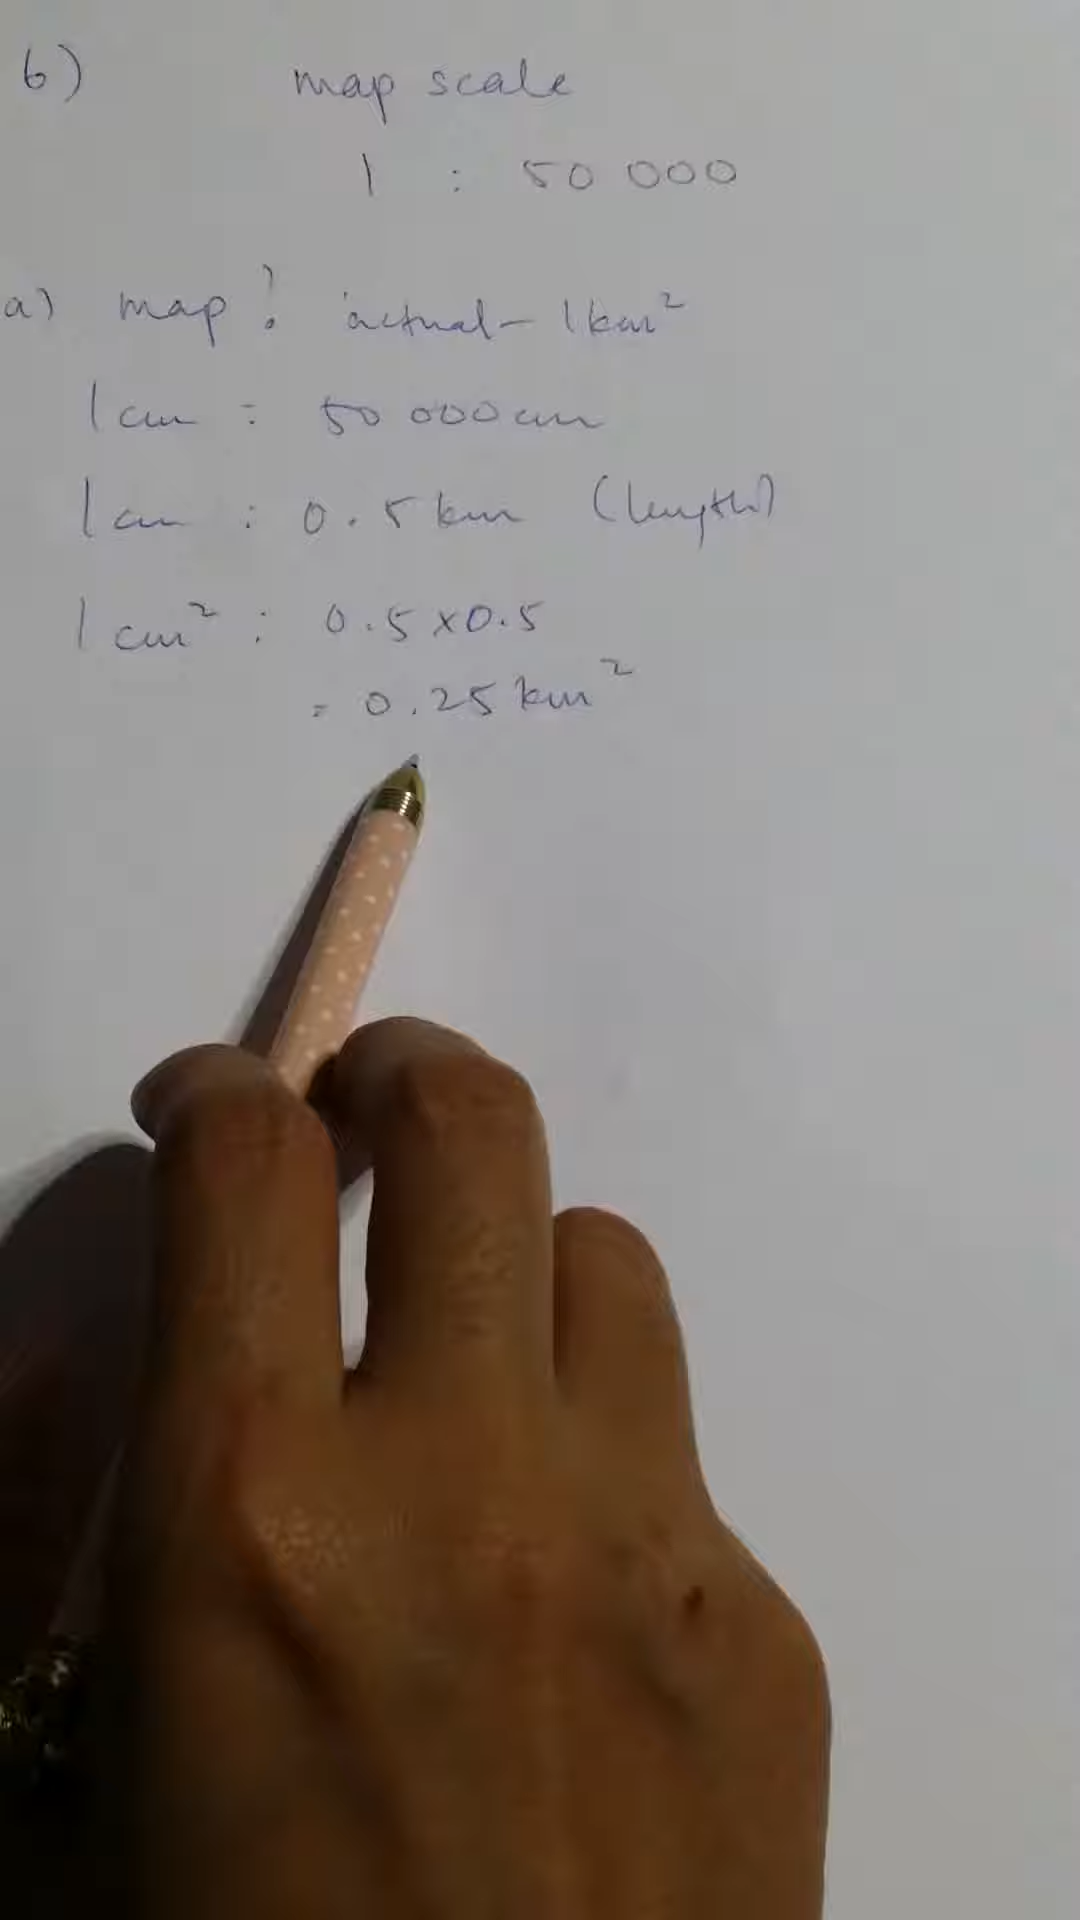 6) map scale
1 : 50 000
a) map? actual - 1km²
1cm : 50 000cm
1cm : 0.5km (length)
1cm² : 0.5x0.5
= 0.25km²